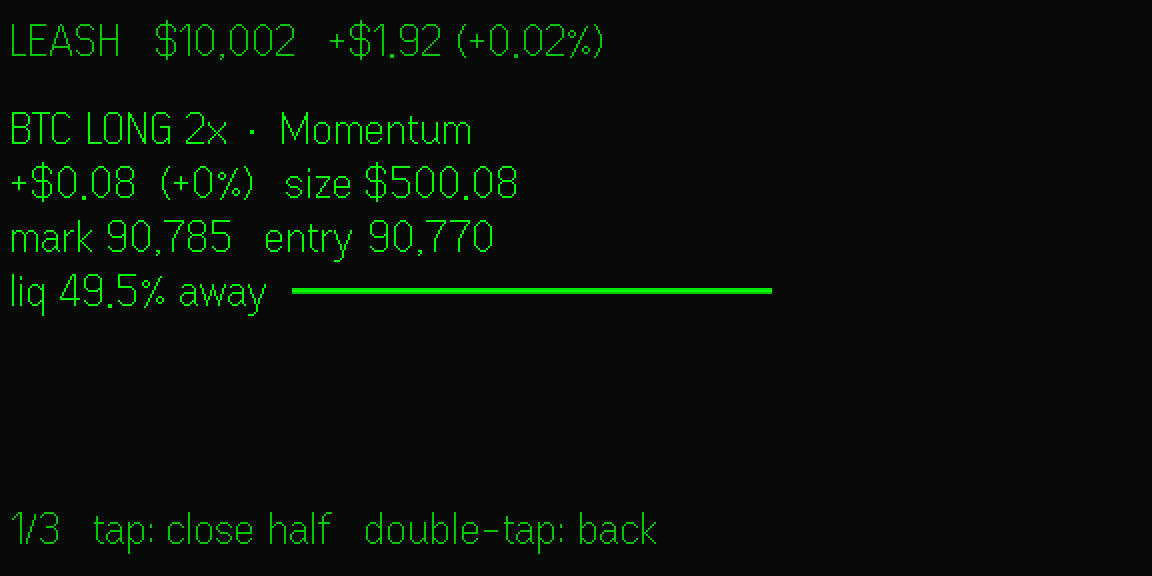 LEASH $10,002 +$1.92 (+0.02%)
BTC LONG 2x · Momentum
+$0.08 (+0%) size $500.08
mark 90,785 entry 90,770
liq 49.5% away
1/3 tap: close half double-tap: back